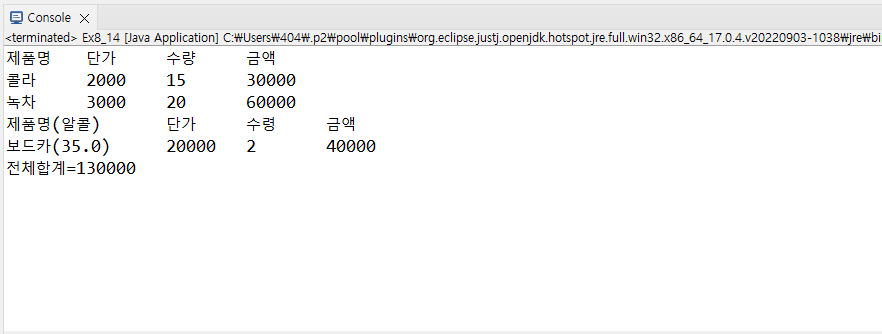 Console
<terminated> Ex8_14 [Java Application] C:₩Users₩404₩.p2₩pool₩plugins₩org.eclipse.justj.openjdk.hotspot.jre.full.win32.x86_64_17.0.4.v20220903-1038₩jre₩bi
제품명 단가 수량 금액
콜라 2000 15 30000
녹차 3000 20 60000
제품명(알콜) 단가 수령 금액
보드카(35.0) 20000 2 40000
전체합계=130000